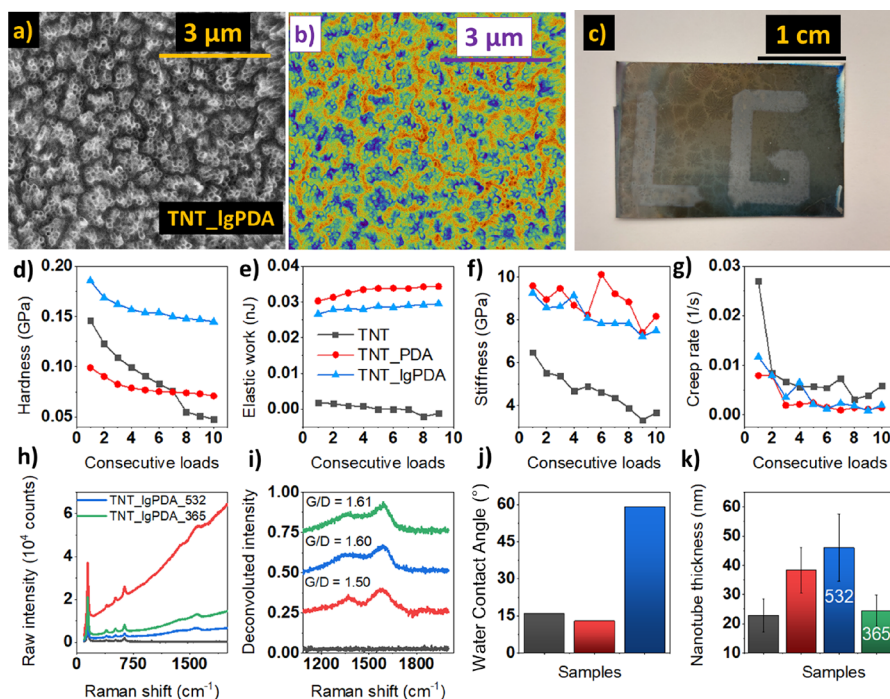 a)
3 µm
TNT_lgPDA
b)
3 µm
c)
1 cm
L G
d)
Hardness (GPa)
0.20
0.15
0.10
0.05
0 2 4 6 8 10
Consecutive loads
e)
Elastic work (nJ)
0.05
0.04
0.03
0.02
0.01
0.00
TNT
TNT_PDA
TNT_lgPDA
0 2 4 6 8 10
Consecutive loads
f)
Stiffness (GPa)
10
8
6
4
0 2 4 6 8 10
Consecutive loads
g)
Creep rate (1/s)
0.03
0.02
0.01
0.00
0 2 4 6 8 10
Consecutive loads
h)
Raw intensity (10⁴ counts)
TNT_lgPDA_532
TNT_lgPDA_365
6
4
2
0
0 750 1500
Raman shift (cm⁻¹)
i)
Deconvoluted intensity
1.00
0.75
0.50
0.25
0.00
G/D = 1.61
G/D = 1.60
G/D = 1.50
1200 1600 2000
Raman shift (cm⁻¹)
j)
Water Contact Angle (°)
60
45
30
15
0
Samples
k)
Nanotube thickness (nm)
60
50
40
30
20
10
532
365
Samples